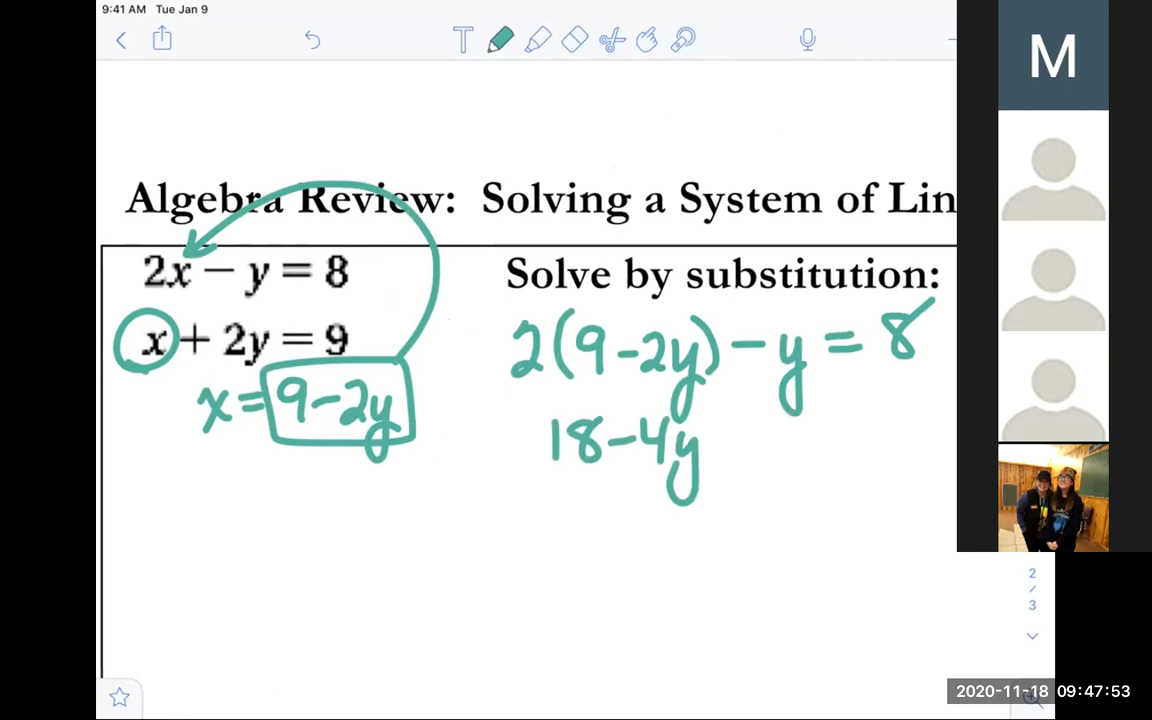 9:41 AM Tue Jan 9
T
M
Algebra Review: Solving a System of Lin
2x − y = 8
Solve by substitution:
x + 2y = 9
2(9-2y)-y=8
x=9-2y
18-4y
2
/
3
2020-11-18 09:47:53